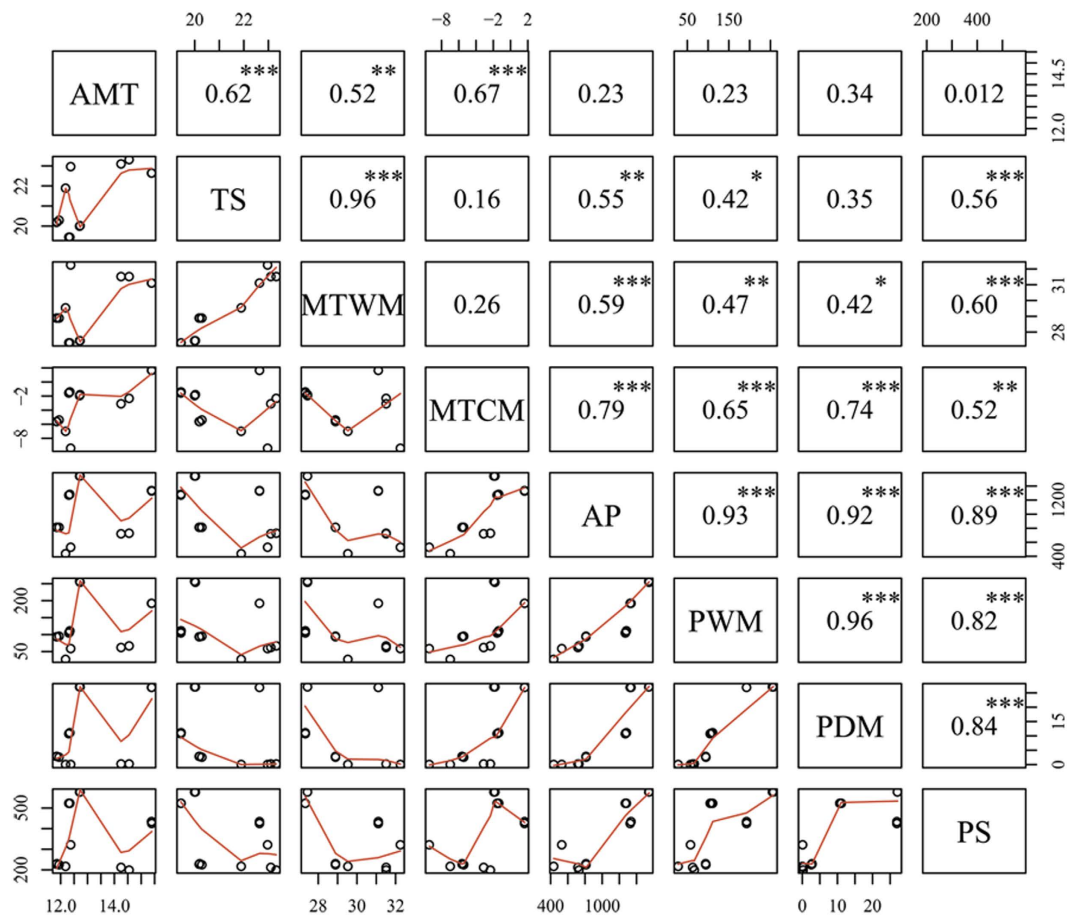 20 22 −8 −2 2 50 150 200 400
*** ** ***
AMT 0.62 0.52 0.67 0.23 0.23 0.34 0.012 12.0 14.5
*** ** * ***
20 22 TS 0.96 0.16 0.55 0.42 0.35 0.56
*** ** * ***
MTWM 0.26 0.59 0.47 0.42 0.60 28 31
*** *** *** **
−8 −2 MTCM 0.79 0.65 0.74 0.52
*** *** ***
AP 0.93 0.92 0.89 400 1200
*** ***
50 200 PWM 0.96 0.82
***
PDM 0.84 0 15
200 500 PS
12.0 14.0 28 30 32 400 1000 0 10 20